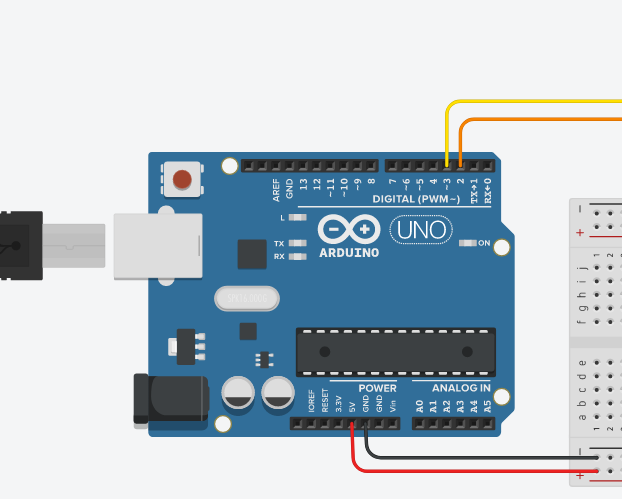 AREF
GND
13
12
~11
~10
~9
8
7
~6
~5
4
~3
2
TX→1
RX←0
DIGITAL (PWM~)
L
TX
RX
UNO
ON
ARDUINO
POWER
ANALOG IN
IOREF
RESET
3.3V
5V
GND
GND
Vin
A0
A1
A2
A3
A4
A5
− +
1 2
j
i
h
g
f
e
d
c
b
a
1 2
− +